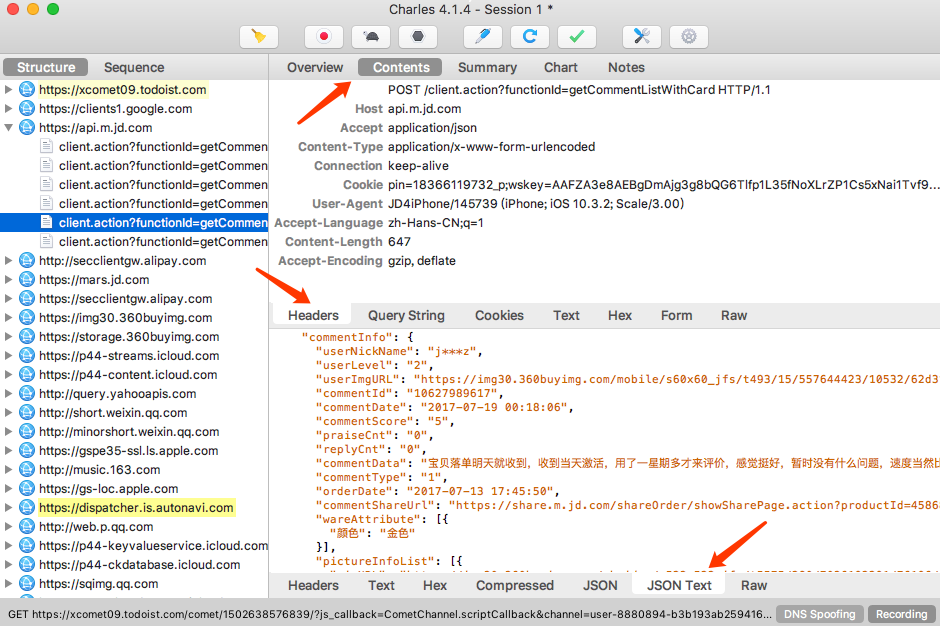 Charles 4.1.4 - Session 1 *
Structure Sequence
Overview Contents Summary Chart Notes
https://xcomet09.todoist.com
https://clients1.google.com
https://api.m.jd.com
client.action?functionId=getCommen
client.action?functionId=getCommen
client.action?functionId=getCommen
client.action?functionId=getCommen
client.action?functionId=getCommen
client.action?functionId=getCommen
http://secclientgw.alipay.com
https://mars.jd.com
https://secclientgw.alipay.com
https://img30.360buyimg.com
https://storage.360buyimg.com
https://p44-streams.icloud.com
https://p44-content.icloud.com
http://query.yahooapis.com
http://short.weixin.qq.com
http://minorshort.weixin.qq.com
https://gspe35-ssl.ls.apple.com
http://music.163.com
https://gs-loc.apple.com
https://dispatcher.is.autonavi.com
http://web.p.qq.com
https://p44-keyvalueservice.icloud.com
https://p44-ckdatabase.icloud.com
https://sqimg.qq.com
POST /client.action?functionId=getCommentListWithCard HTTP/1.1
Host api.m.jd.com
Accept application/json
Content-Type application/x-www-form-urlencoded
Connection keep-alive
Cookie pin=18366119732_p;wskey=AAFZA3e8AEBgDmAjg3g8bQG6Tlfp1L35fNoXLrZP1Cs5xNai1Tvf9...
User-Agent JD4iPhone/145739 (iPhone; iOS 10.3.2; Scale/3.00)
Accept-Language zh-Hans-CN;q=1
Content-Length 647
Accept-Encoding gzip, deflate
Headers Query String Cookies Text Hex Form Raw
"commentInfo": {
"userNickName": "j***z",
"userLevel": "2",
"userImgURL": "https://img30.360buyimg.com/mobile/s60x60_jfs/t493/15/557644423/10532/62d3
"commentId": "10627989617",
"commentDate": "2017-07-19 00:18:06",
"commentScore": "5",
"praiseCnt": "0",
"replyCnt": "0",
"commentData": "宝贝落单明天就收到，收到当天激活，用了一星期多才来评价，感觉挺好，暂时没有什么问题，速度当然比
"commentType": "1",
"orderDate": "2017-07-13 17:45:50",
"commentShareUrl": "https://share.m.jd.com/shareOrder/showSharePage.action?productId=45868
"wareAttribute": [{
"颜色": "金色"
}],
"pictureInfoList": [{
Headers Text Hex Compressed JSON JSON Text Raw
GET https://xcomet09.todoist.com/comet/1502638576839/?js_callback=CometChannel.scriptCallback&channel=user-8880894-b3b193ab259416... DNS Spoofing Recording